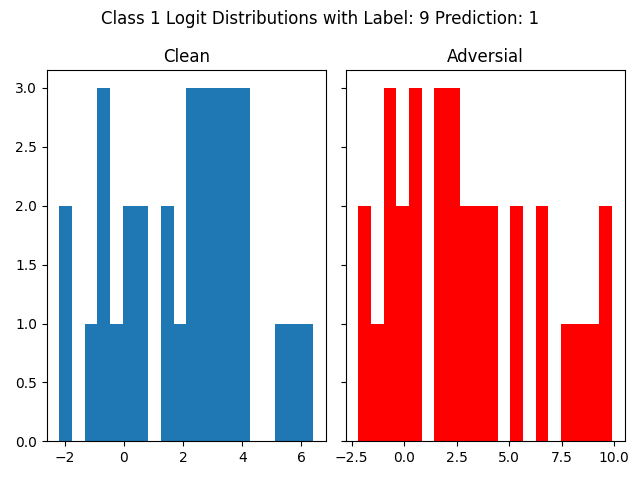 Class 1 Logit Distributions with Label: 9 Prediction: 1
Clean
Adversial
3.0
2.5
2.0
1.5
1.0
0.5
0.0
−2 0 2 4 6
−2.5 0.0 2.5 5.0 7.5 10.0